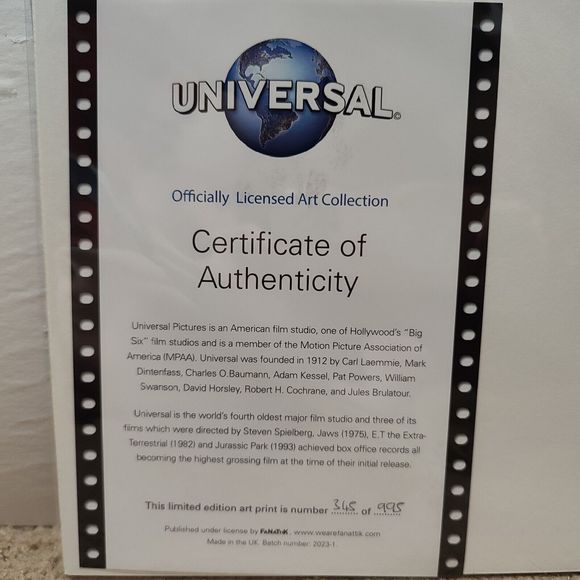 UNIVERSAL©
Officially Licensed Art Collection
Certificate of
Authenticity
Universal Pictures is an American film studio, one of Hollywood's "Big
Six" film studios and is a member of the Motion Picture Association of
America (MPAA). Universal was founded in 1912 by Carl Laemmie, Mark
Dintenfass, Charles O.Baumann, Adam Kessel, Pat Powers, William
Swanson, David Horsley, Robert H. Cochrane, and Jules Brulatour.
Universal is the world's fourth oldest major film studio and three of its
films which were directed by Steven Spielberg, Jaws (1975), E.T the Extra-
Terrestrial (1982) and Jurassic Park (1993) achieved box office records all
becoming the highest grossing film at the time of their initial release.
This limited edition art print is number 345 of 995
Published under license by FANATTIK. www.wearefanattik.com
Made in the UK. Batch number: 2023-1.